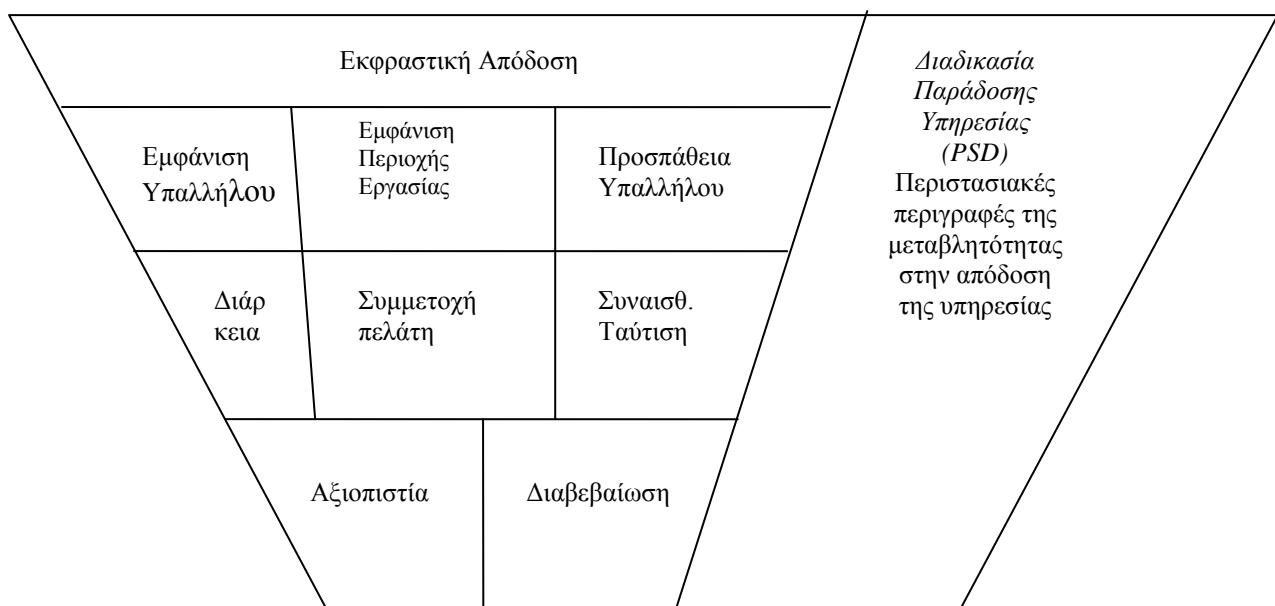 Εκφραστική Απόδοση
Εμφάνιση
Υπαλλήλου
Εμφάνιση
Περιοχής
Εργασίας
Προσπάθεια
Υπαλλήλου
Διάρ
κεια
Συμμετοχή
πελάτη
Συναισθ.
Ταύτιση
Αξιοπιστία
Διαβεβαίωση
Διαδικασία
Παράδοσης
Υπηρεσίας
(PSD)
Περιστασιακές
περιγραφές της
μεταβλητότητας
στην απόδοση
της υπηρεσίας